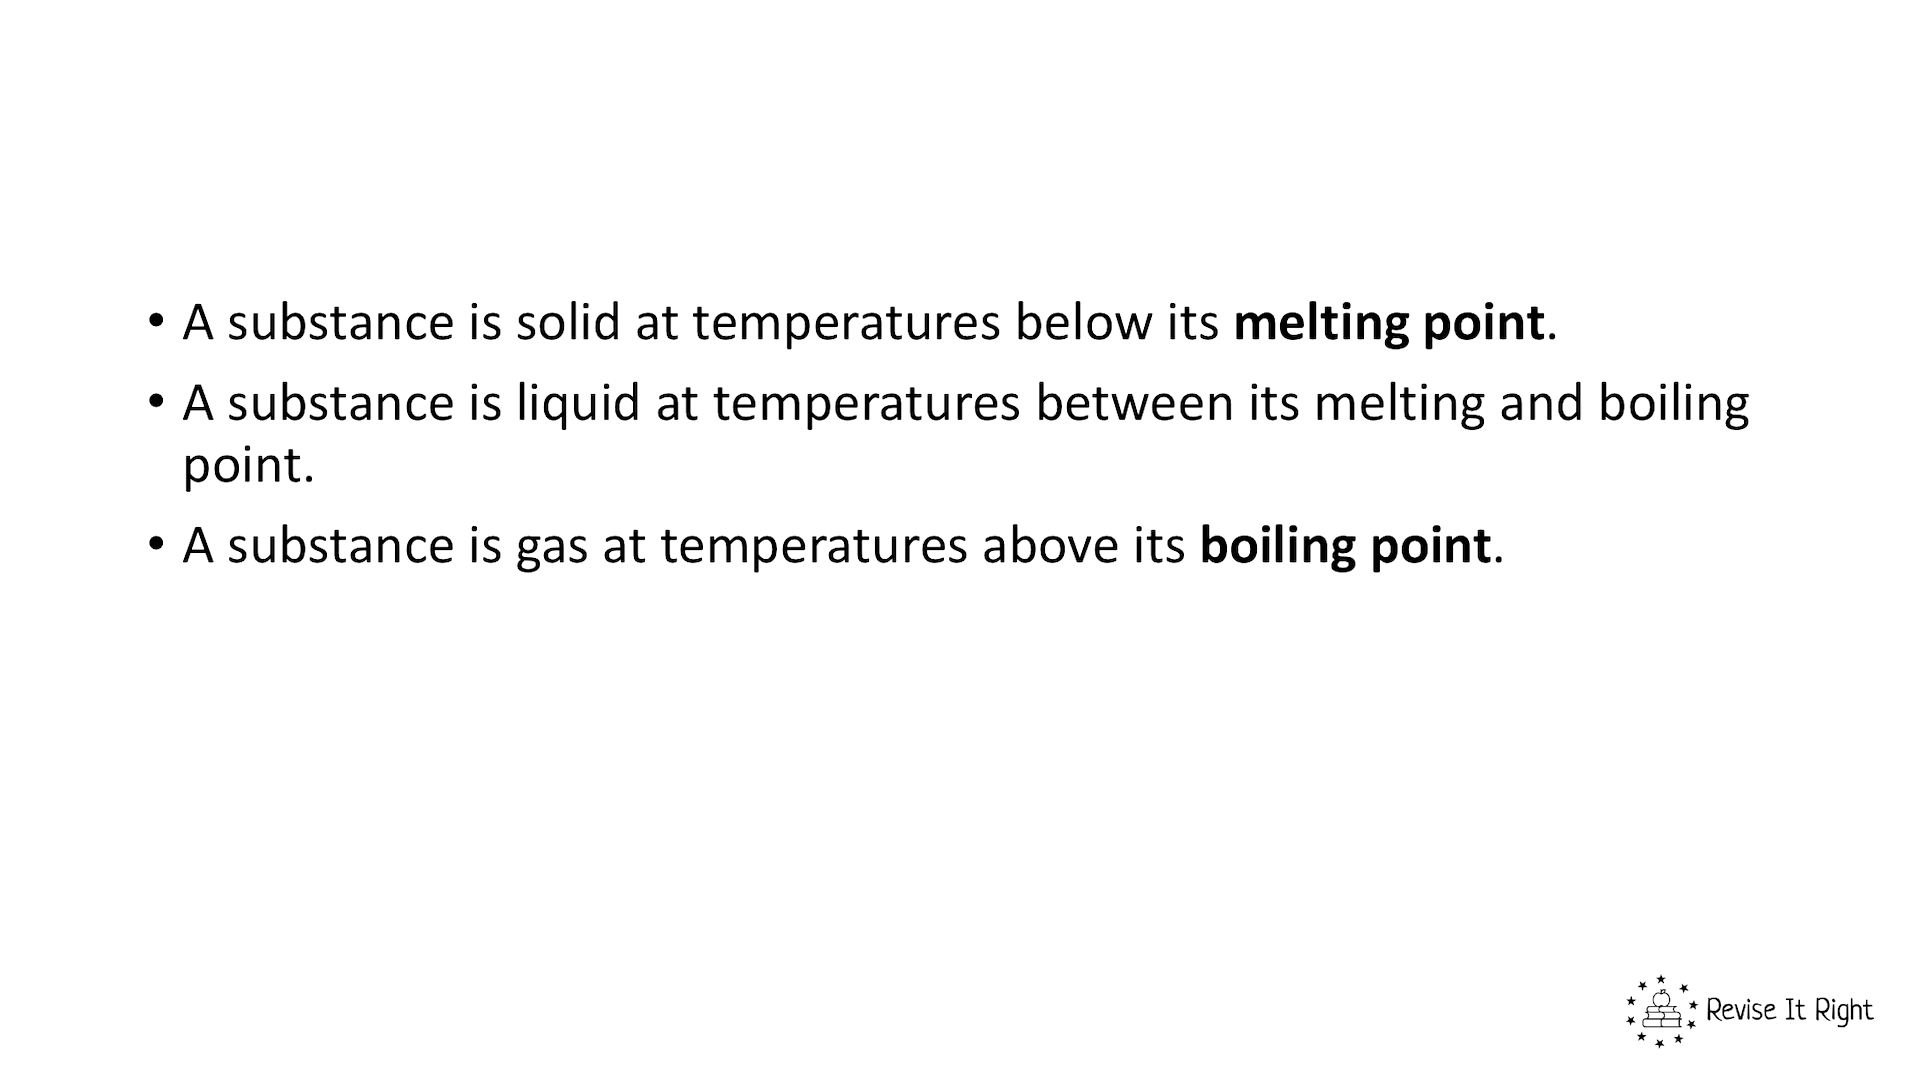 • A substance is solid at temperatures below its melting point.
• A substance is liquid at temperatures between its melting and boiling
point.
• A substance is gas at temperatures above its boiling point.
Revise It Right